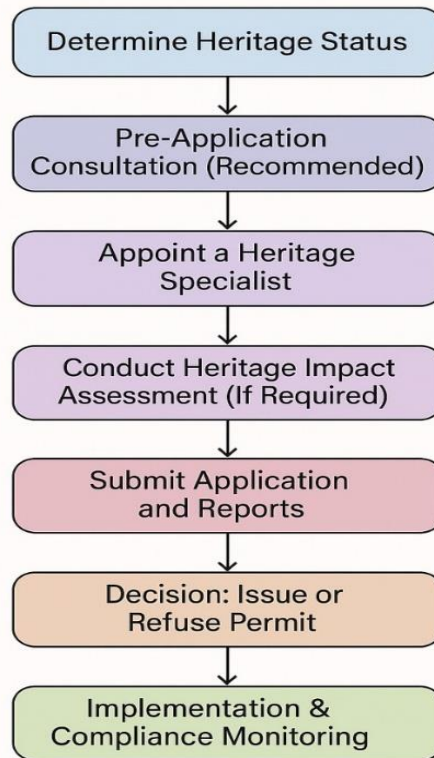 Determine Heritage Status
Pre-Application
Consultation (Recommended)
Appoint a Heritage
Specialist
Conduct Heritage Impact
Assessment (If Required)
Submit Application
and Reports
Decision: Issue or
Refuse Permit
Implementation &
Compliance Monitoring